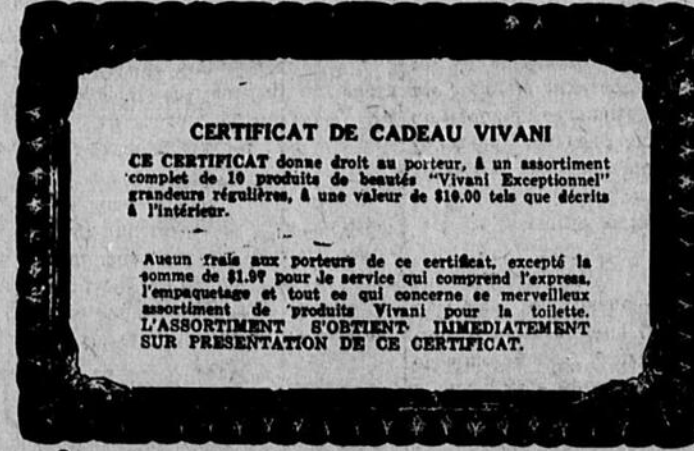 CERTIFICAT DE CADEAU VIVANI
CE CERTIFICAT donne droit au porteur, à un assortiment
complet de 10 produits de beautés "Vivani Exceptionnel"
grandeurs régulières, à une valeur de $10.00 tels que décrits
à l'intérieur.
Aucun frais aux porteurs de ce certificat, excepté la
somme de $1.97 pour le service qui comprend l'express,
l'empaquetage et tout ce qui concerne se merveilleux
assortiment de produits Vivani pour la toilette.
L'ASSORTIMENT S'OBTIENT IMMEDIATEMENT
SUR PRESENTATION DE CE CERTIFICAT.